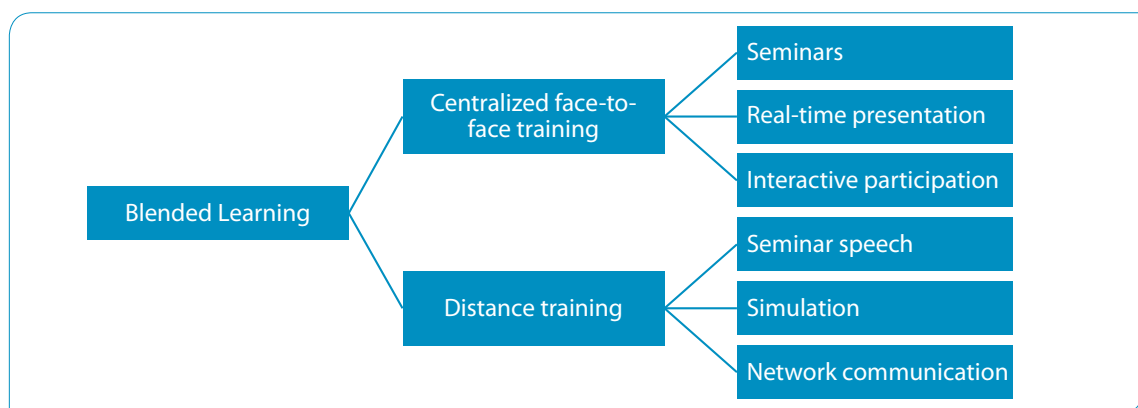 Blended Learning
Centralized face-to-
face training
Distance training
Seminars
Real-time presentation
Interactive participation
Seminar speech
Simulation
Network communication